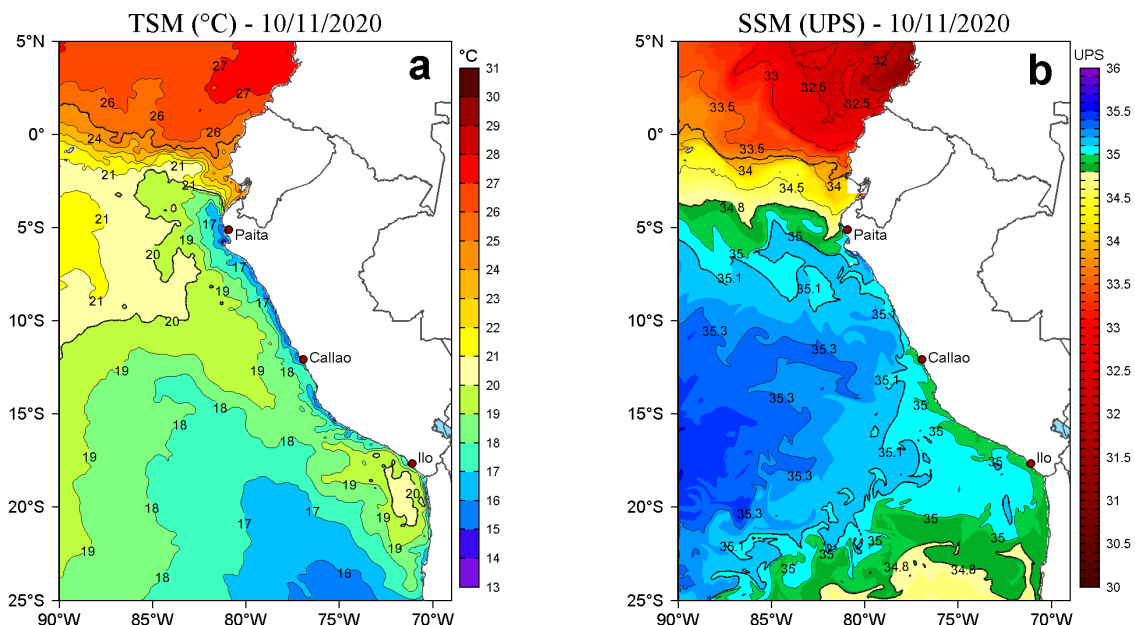 TSM (°C) - 10/11/2020
SSM (UPS) - 10/11/2020
a
b
°C
UPS
5°N
0°
5°S
10°S
15°S
20°S
25°S
90°W
85°W
80°W
75°W
70°W
31
30
29
28
27
26
25
24
23
22
21
20
19
18
17
16
15
14
13
27
27
26
26
26
24
21
21
21
21
20
20
19
19
17
17
17
18
19
19
18
18
18
19
19
20
19
19
19
18
18
17
17
16
Paita
Callao
Ilo
5°N
0°
5°S
10°S
15°S
20°S
25°S
90°W
85°W
80°W
75°W
70°W
36
35.5
35
34.5
34
33.5
33
32.5
32
31.5
31
30.5
30
32
33
32.5
32.5
33.5
33.5
34
34
34.5
34.8
35
35
35.1
35.1
35.1
35.3
35.3
35.3
35.1
35
35
35.1
35
35.3
35.3
35
35
35
35
35.1
35
34.8
34.8
Paita
Callao
Ilo